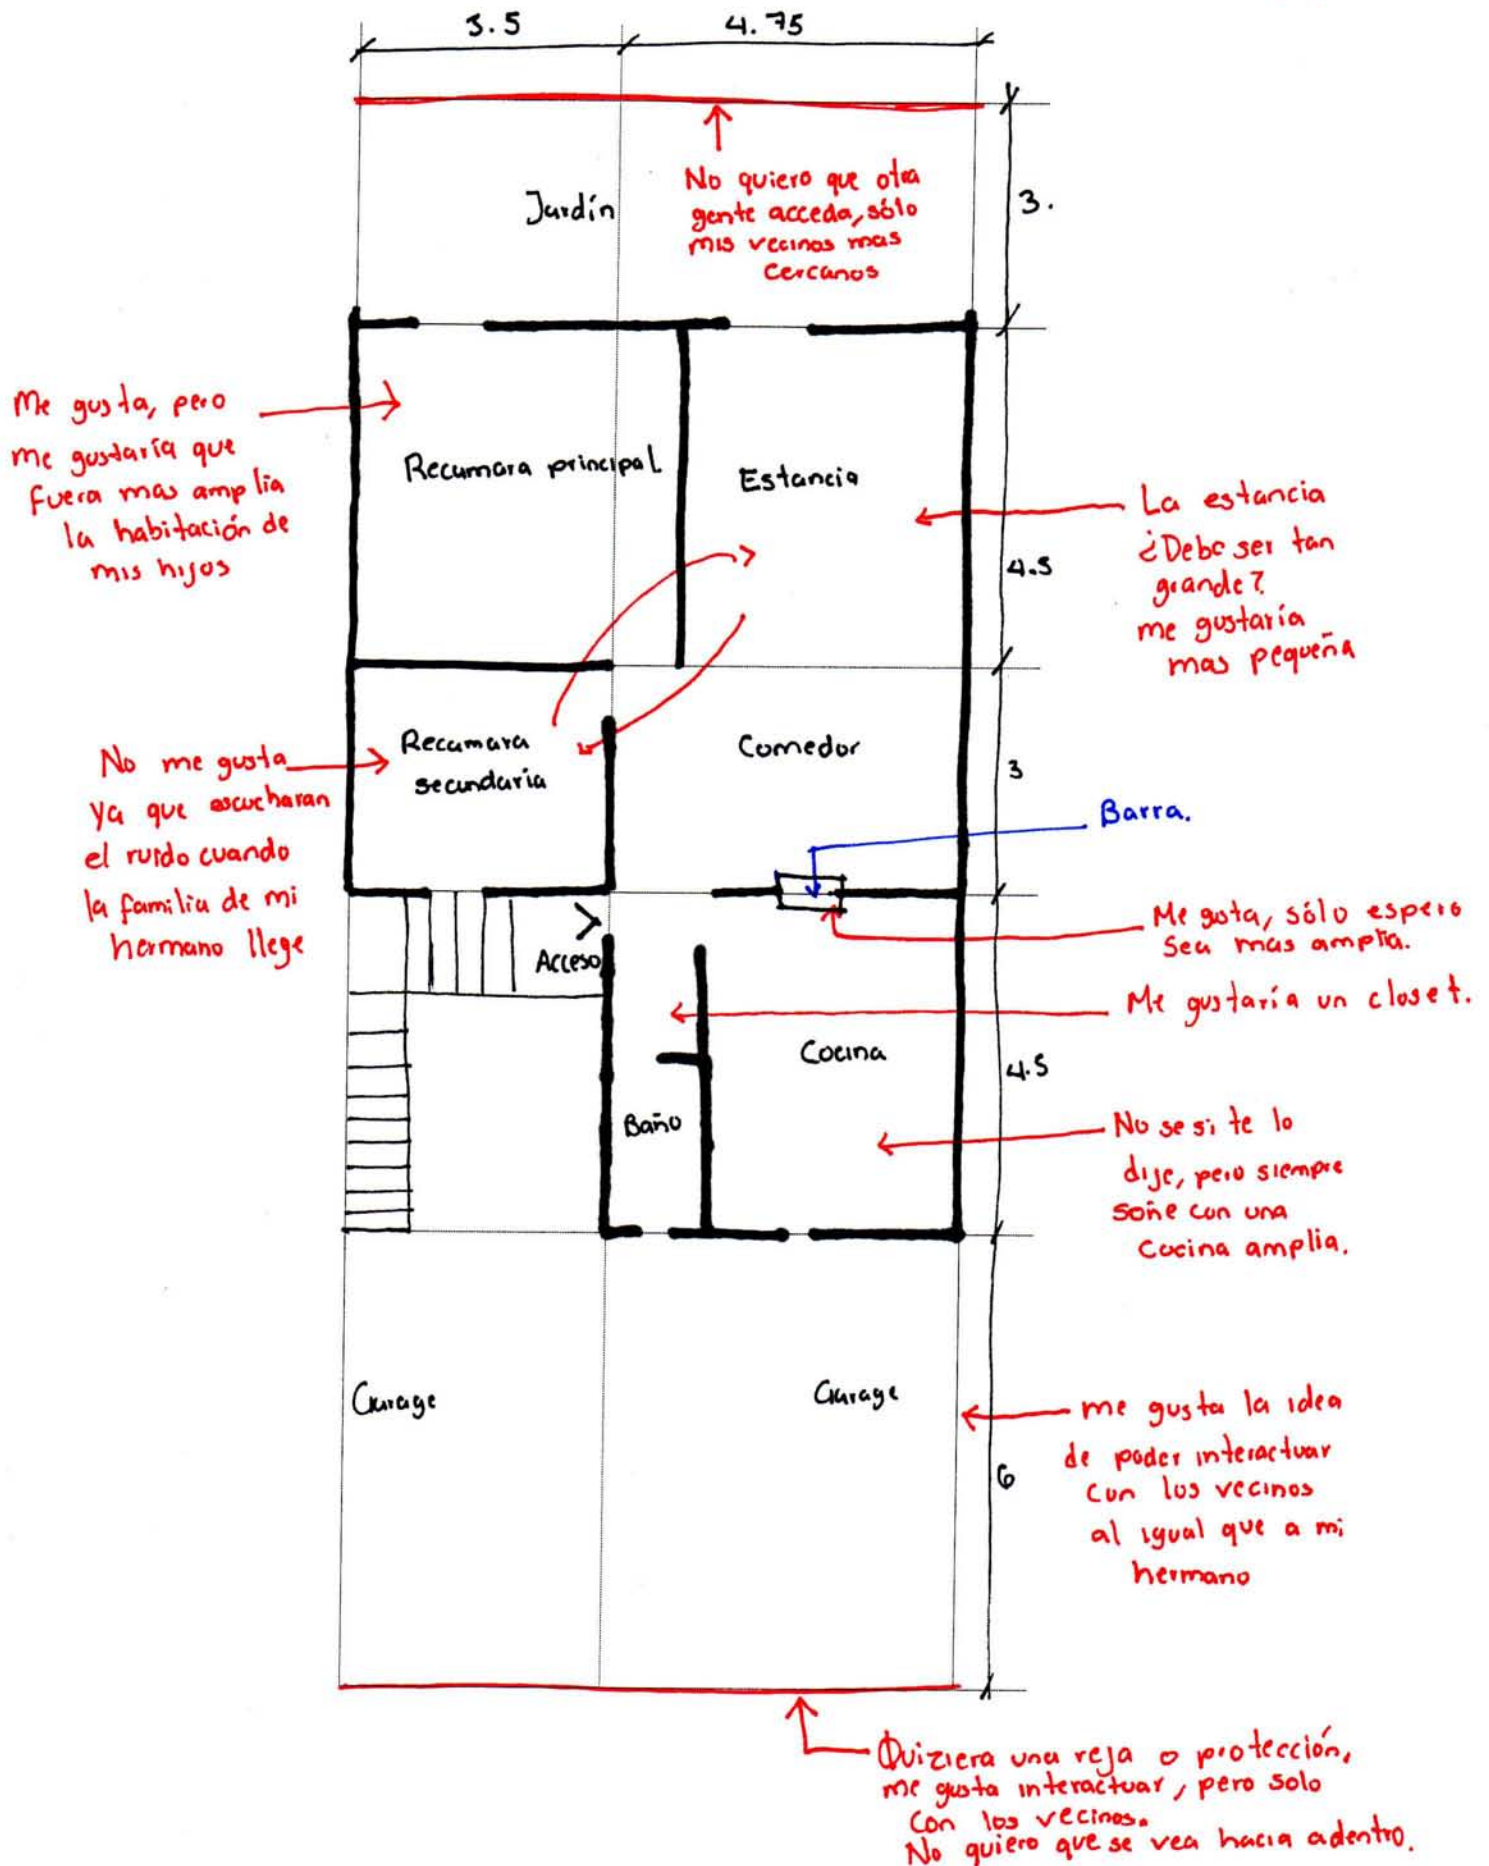 3.5
4.75
No quiero que otra
gente acceda, sólo
mis vecinos mas
cercanos
Jardín
3.
Me gusta, pero
me gustaría que
fuera mas amplia
la habitación de
mis hijos
Recamara principal
Estancia
La estancia
¿Debe ser tan
grande?
me gustaría
mas pequeña
4.5
No me gusta
ya que escucharan
el ruido cuando
la familia de mi
hermano llege
Recamara
secundaria
Comedor
3
Barra.
Me gusta, sólo espero
sea mas amplia.
Acceso
Me gustaría un closet.
Cocina
4.5
Baño
No se si te lo
dije, pero siempre
soñe con una
cocina amplia.
Garage
Garage
me gusta la idea
de poder interactuar
con los vecinos
al igual que a mi
hermano
6
Quiziera una reja o protección,
me gusta interactuar, pero solo
con los vecinos.
No quiero que se vea hacia adentro.